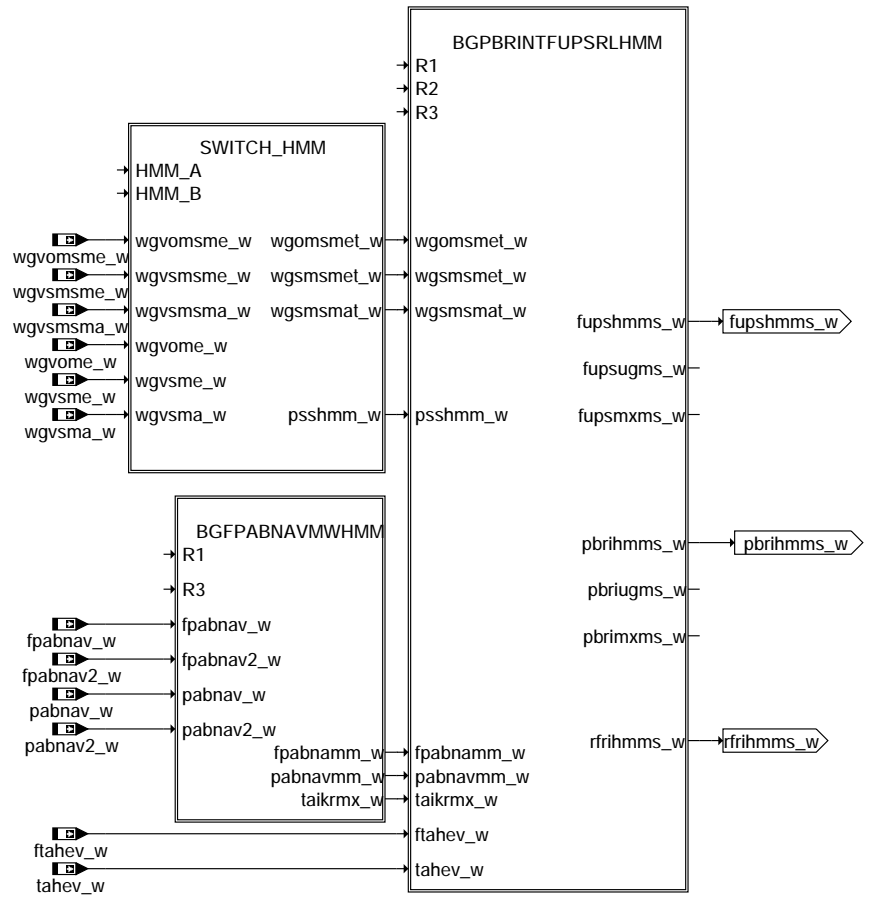 BGPBRINTFUPSRLHMM
R1
R2
R3
fupshmms_w
fupshmms_w
fupsugms_w
fupsmxms_w
pbrihmms_w
pbrihmms_w
pbriugms_w
pbrimxms_w
rfrihmms_w
rfrihmms_w
SWITCH_HMM
HMM_A
HMM_B
wgvomsme_w
wgvomsme_w
wgomsmet_w
wgomsmet_w
wgvsmsme_w
wgvsmsme_w
wgsmsmet_w
wgsmsmet_w
wgvsmsma_w
wgvsmsma_w
wgsmsmat_w
wgsmsmat_w
wgvome_w
wgvome_w
wgvsme_w
wgvsme_w
wgvsma_w
wgvsma_w
psshmm_w
psshmm_w
BGFPABNAVMWHMM
R1
R3
fpabnav_w
fpabnav_w
fpabnav2_w
fpabnav2_w
pabnav_w
pabnav_w
pabnav2_w
pabnav2_w
fpabnamm_w
fpabnamm_w
pabnavmm_w
pabnavmm_w
taikrmx_w
taikrmx_w
ftahev_w
ftahev_w
tahev_w
tahev_w